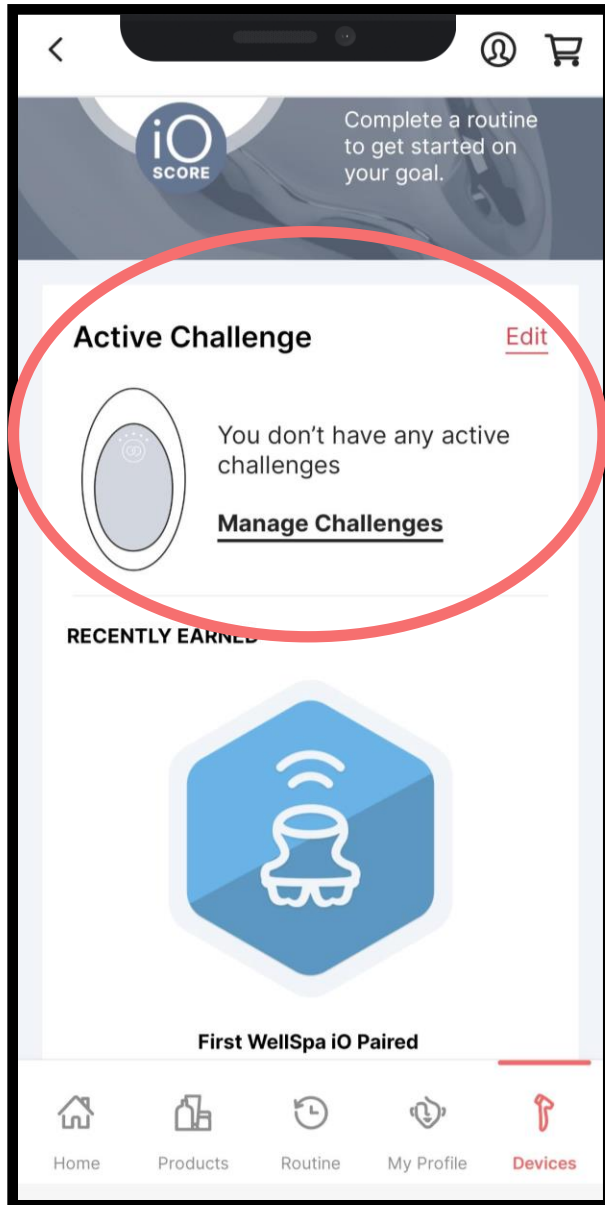 iO
SCORE
Complete a routine
to get started on
your goal.
Active Challenge
Edit
You don’t have any active
challenges
Manage Challenges
RECENTLY EARNED
First WellSpa iO Paired
Home
Products
Routine
My Profile
Devices